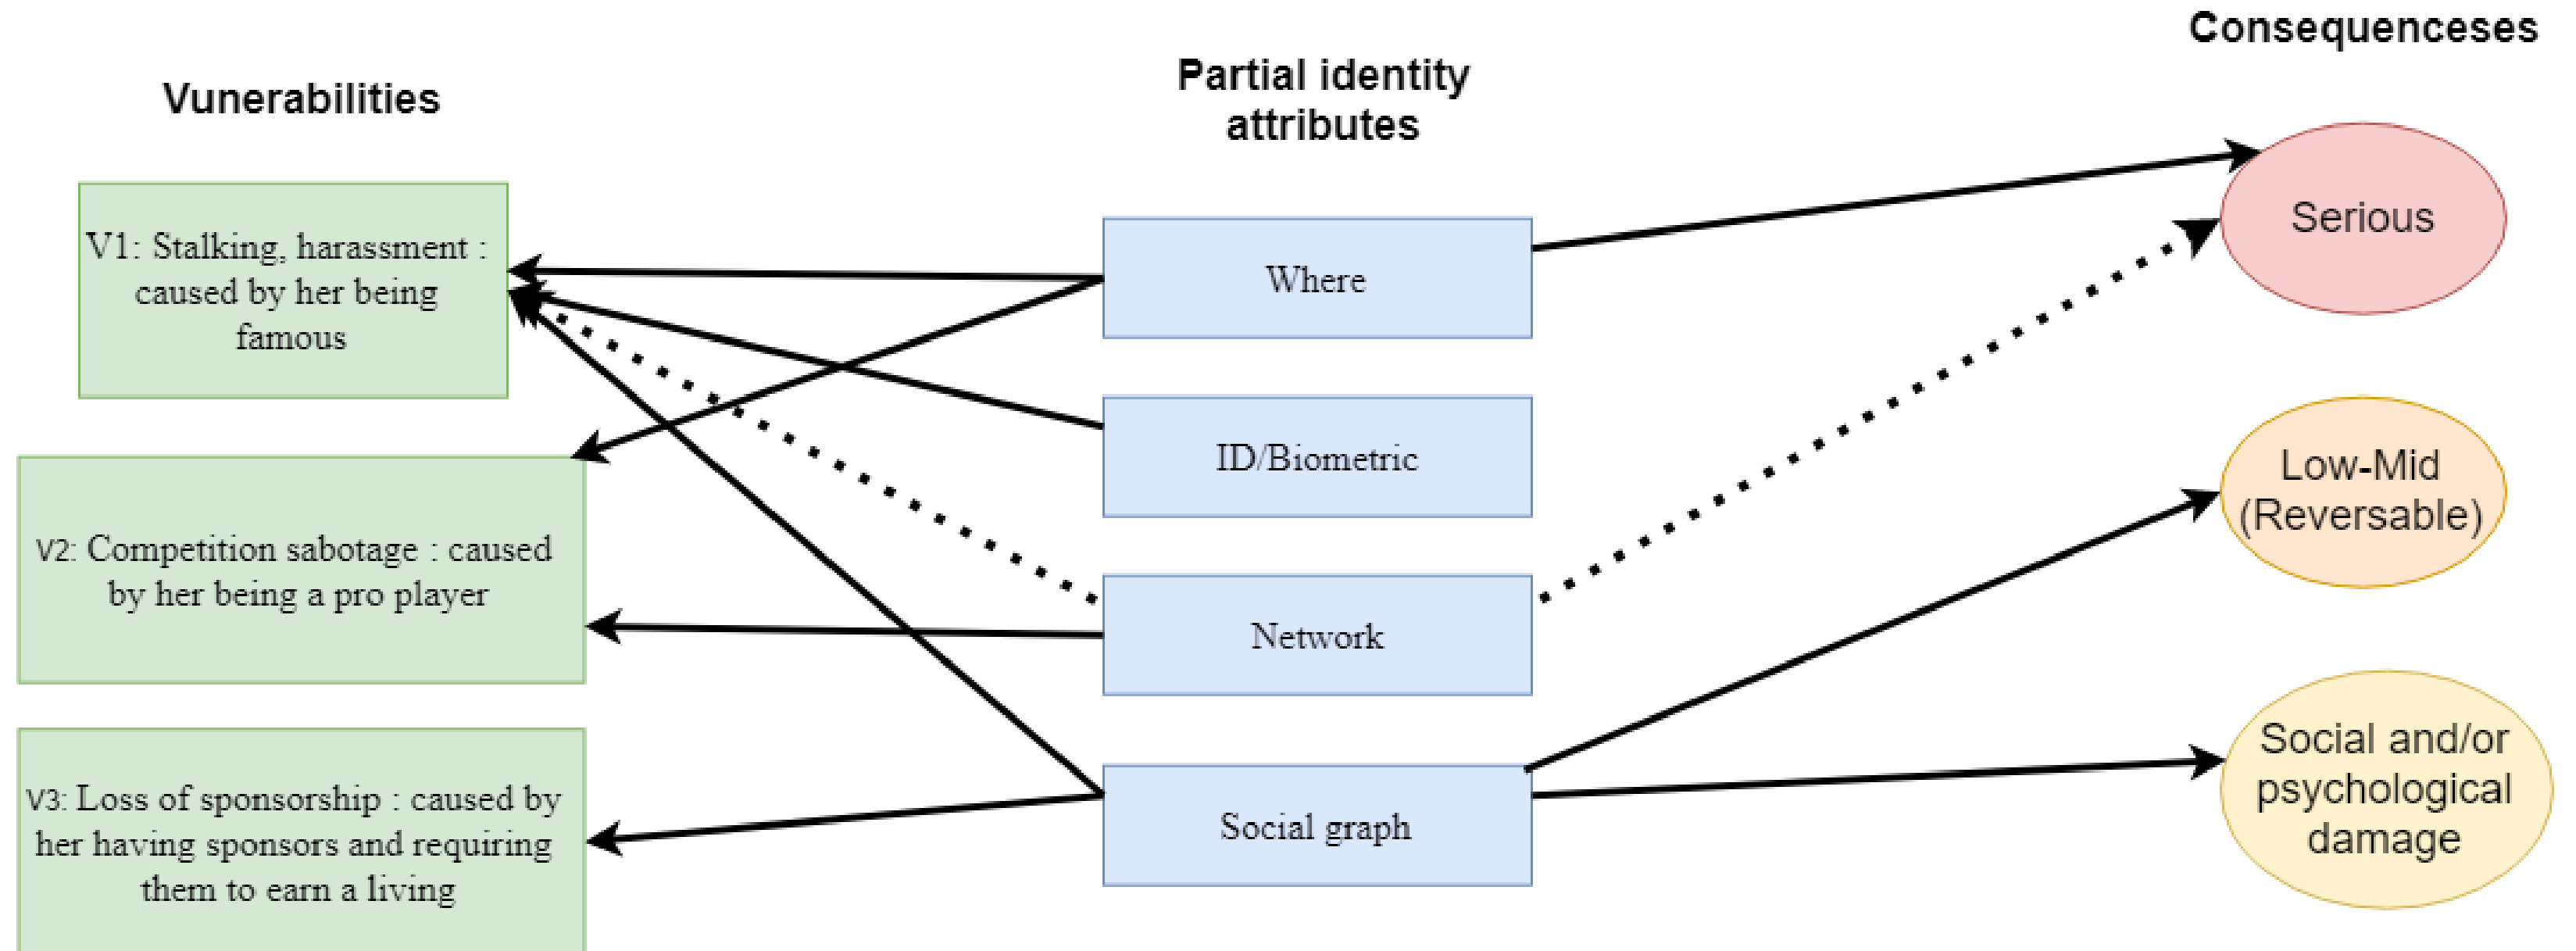 Vunerabilities
V1: Stalking, harassment :
caused by her being
famous
V2: Competition sabotage : caused
by her being a pro player
V3: Loss of sponsorship : caused by
her having sponsors and requiring
them to earn a living
Partial identity
attributes
Where
ID/Biometric
Network
Social graph
Consequenceses
Serious
Low-Mid
(Reversable)
Social and/or
psychological
damage